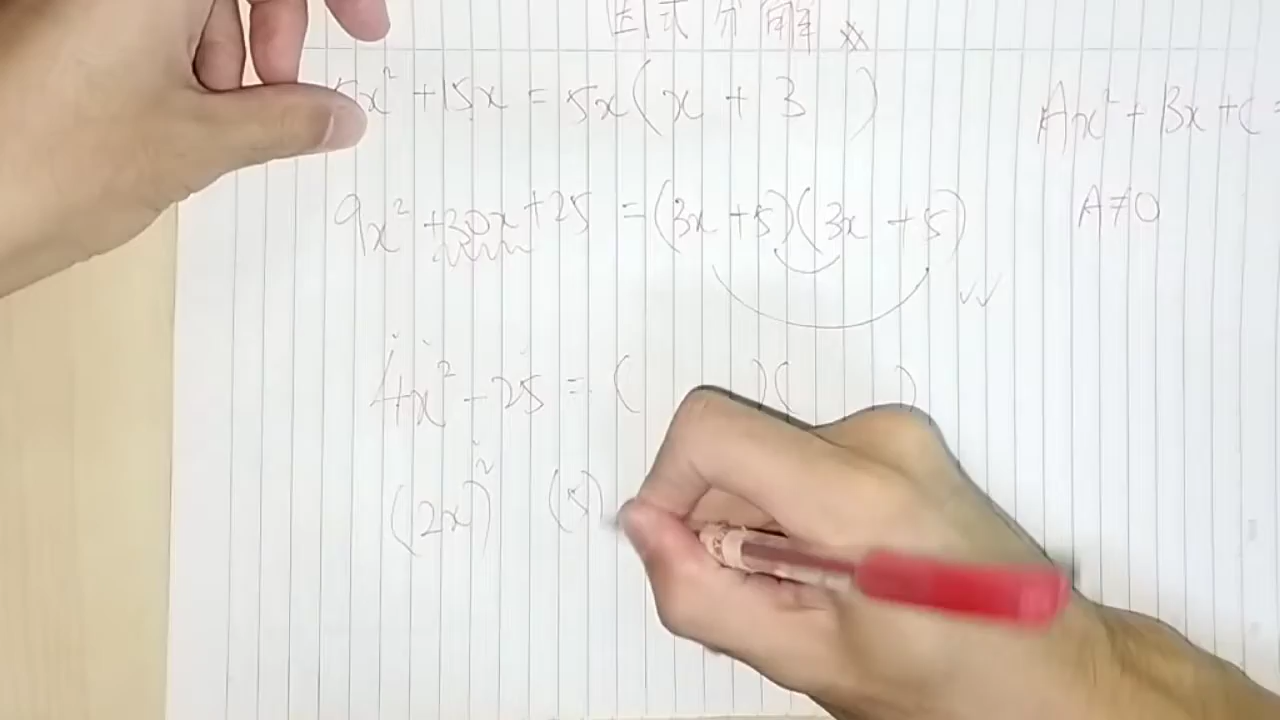 因式分解
5x² + 15x = 5x(x + 3)
Ax² + Bx + C =
9x² + 30x + 25 = (3x + 5)(3x + 5)
A≠0
4x² - 25 = ( )( )
(2x)² (5)